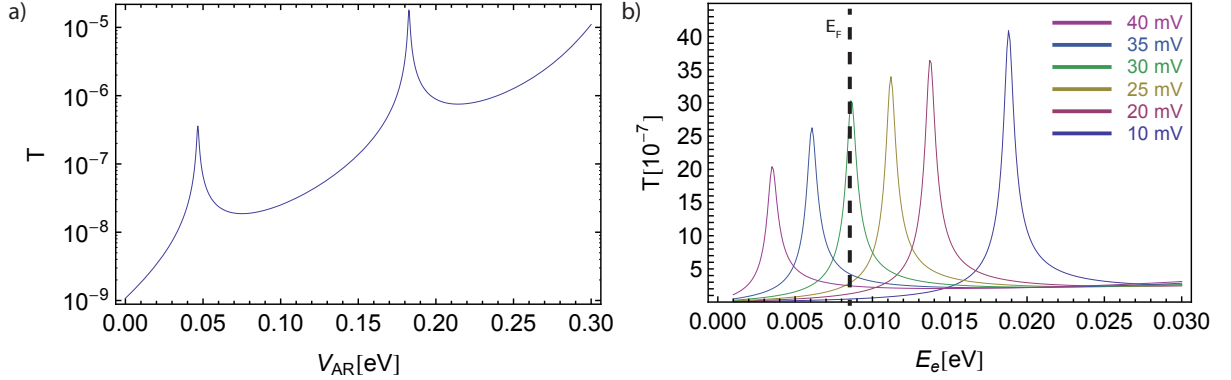 a)
T
10⁻⁵
10⁻⁶
10⁻⁷
10⁻⁸
10⁻⁹
0.00 0.05 0.10 0.15 0.20 0.25 0.30
V_AR[eV]
b)
T[10⁻⁷]
40
35
30
25
20
15
10
5
E_F
40 mV
35 mV
30 mV
25 mV
20 mV
10 mV
0.000 0.005 0.010 0.015 0.020 0.025 0.030
E_e[eV]